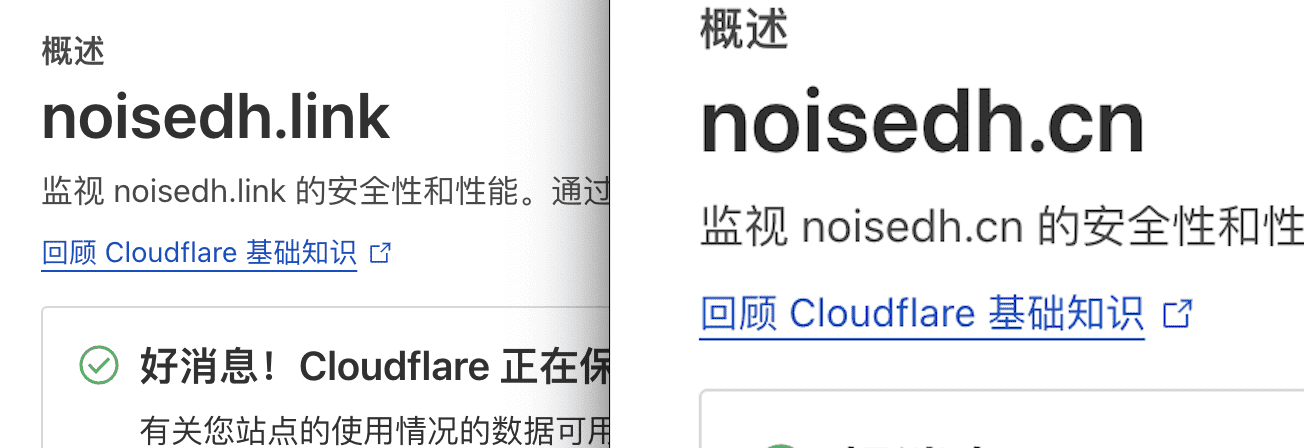 概述
noisedh.link
监视 noisedh.link 的安全性和性能。通过
回顾 Cloudflare 基础知识
好消息！Cloudflare 正在保
有关您站点的使用情况的数据可用
概述
noisedh.cn
监视 noisedh.cn 的安全性和性
回顾 Cloudflare 基础知识